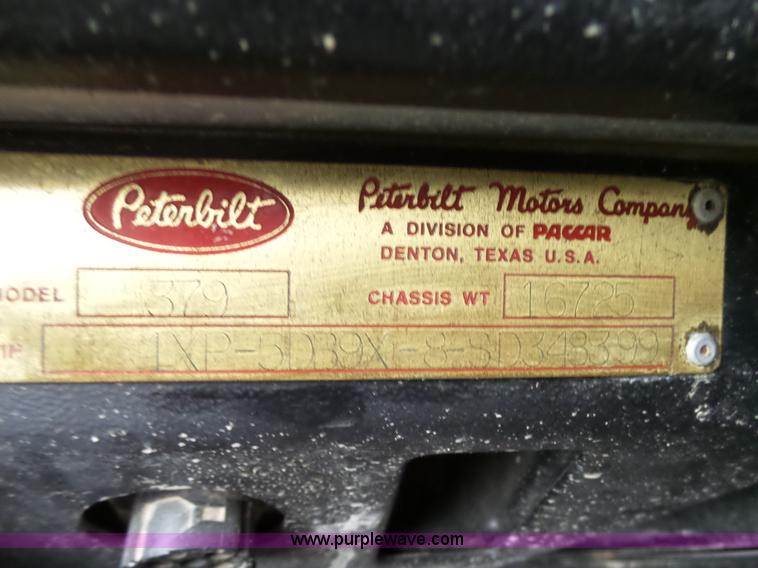 Peterbilt
Peterbilt Motors Company
A DIVISION OF PACCAR
DENTON, TEXAS U.S.A.
MODEL 379
CHASSIS WT 16725
1XP-5D39X-8-SD348399
www.purplewave.com